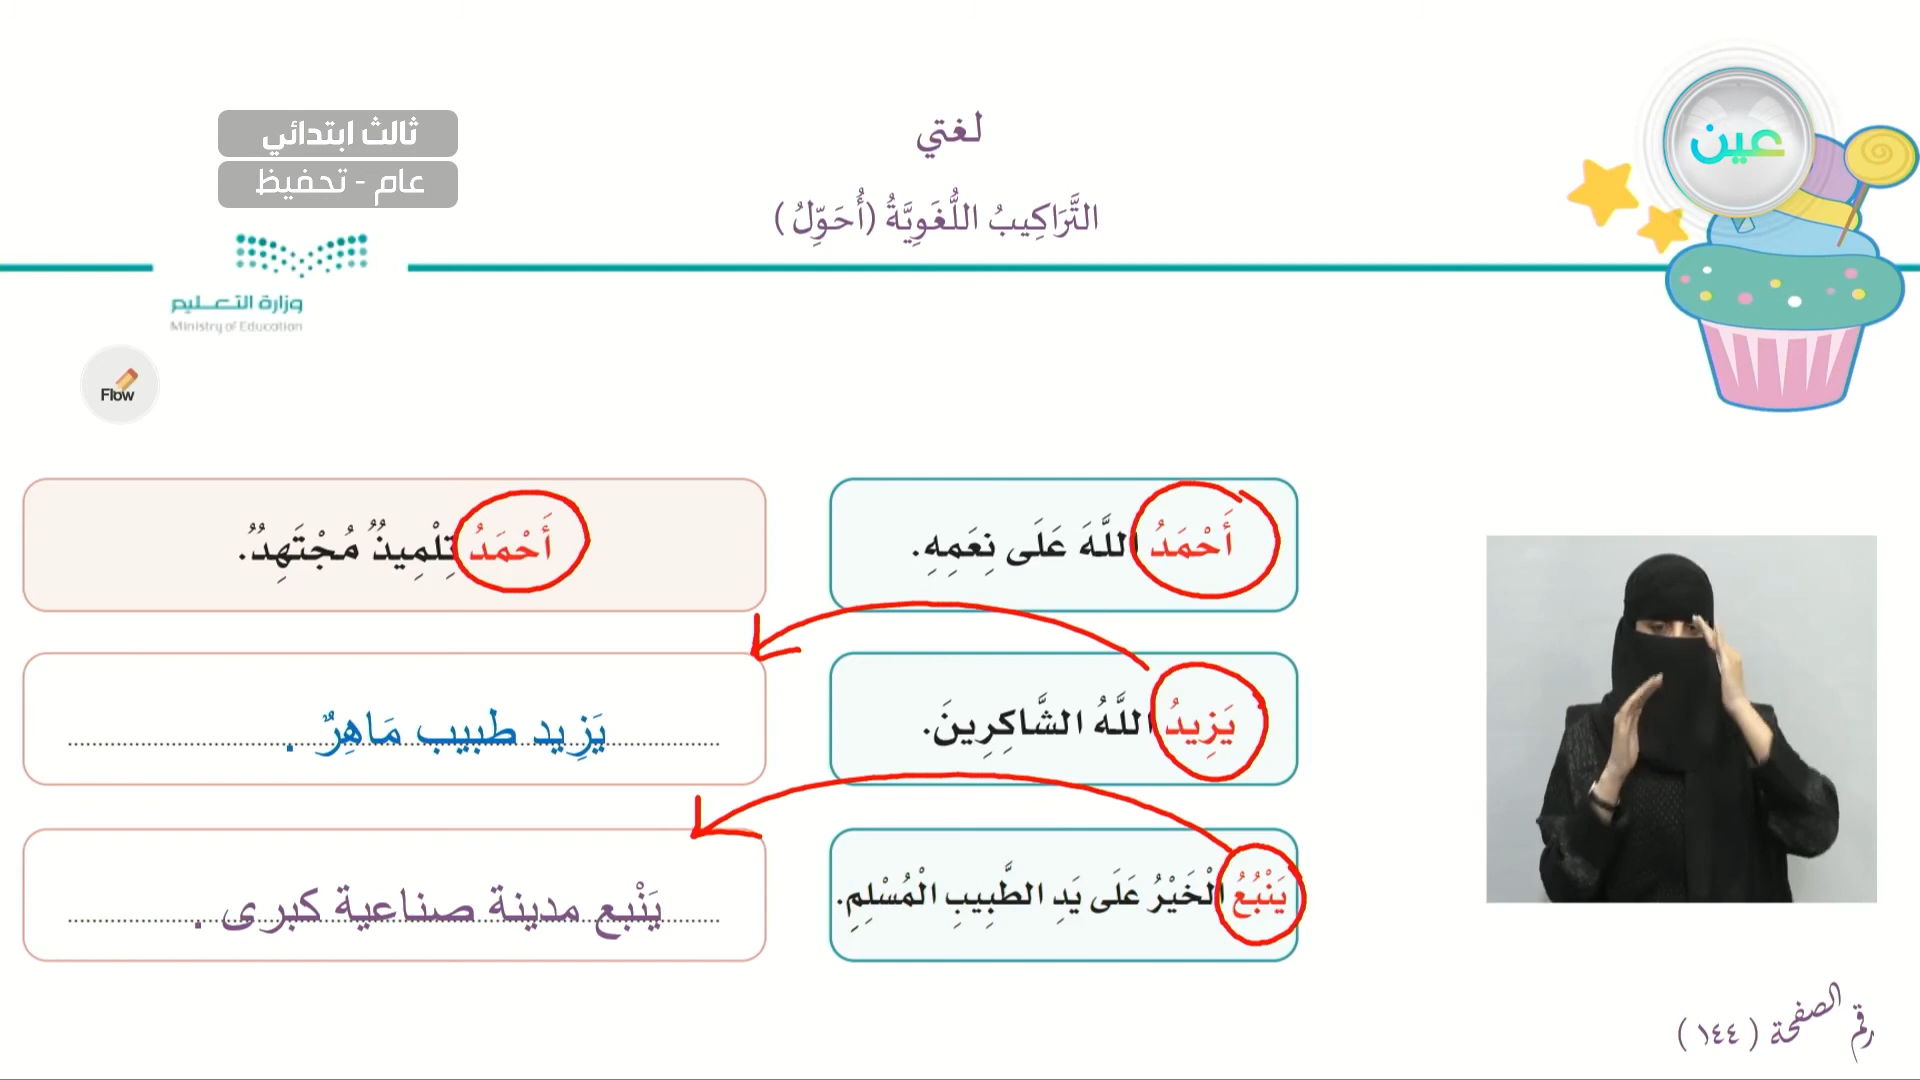 ثالث ابتدائي
عام - تحفيظ
لغتي
التَّرَاكِيبُ اللُّغَوِيَّةُ (أُحَوِّلُ)
عين
وزارة التعليم
Ministry of Education
Flow
أَحْمَدُ اللَّهَ عَلَى نِعَمِهِ.
أَحْمَدُ تِلْمِيذٌ مُجْتَهِدٌ.
يَزِيدُ اللَّهُ الشَّاكِرِينَ.
يَزِيد طبيب مَاهِرٌ .
يَنْبُعُ الْخَيْرُ عَلَى يَدِ الطَّبِيبِ الْمُسْلِمِ.
يَنْبع مدينة صناعية كبرى .
رقم الصفحة ( ١٤٤ )